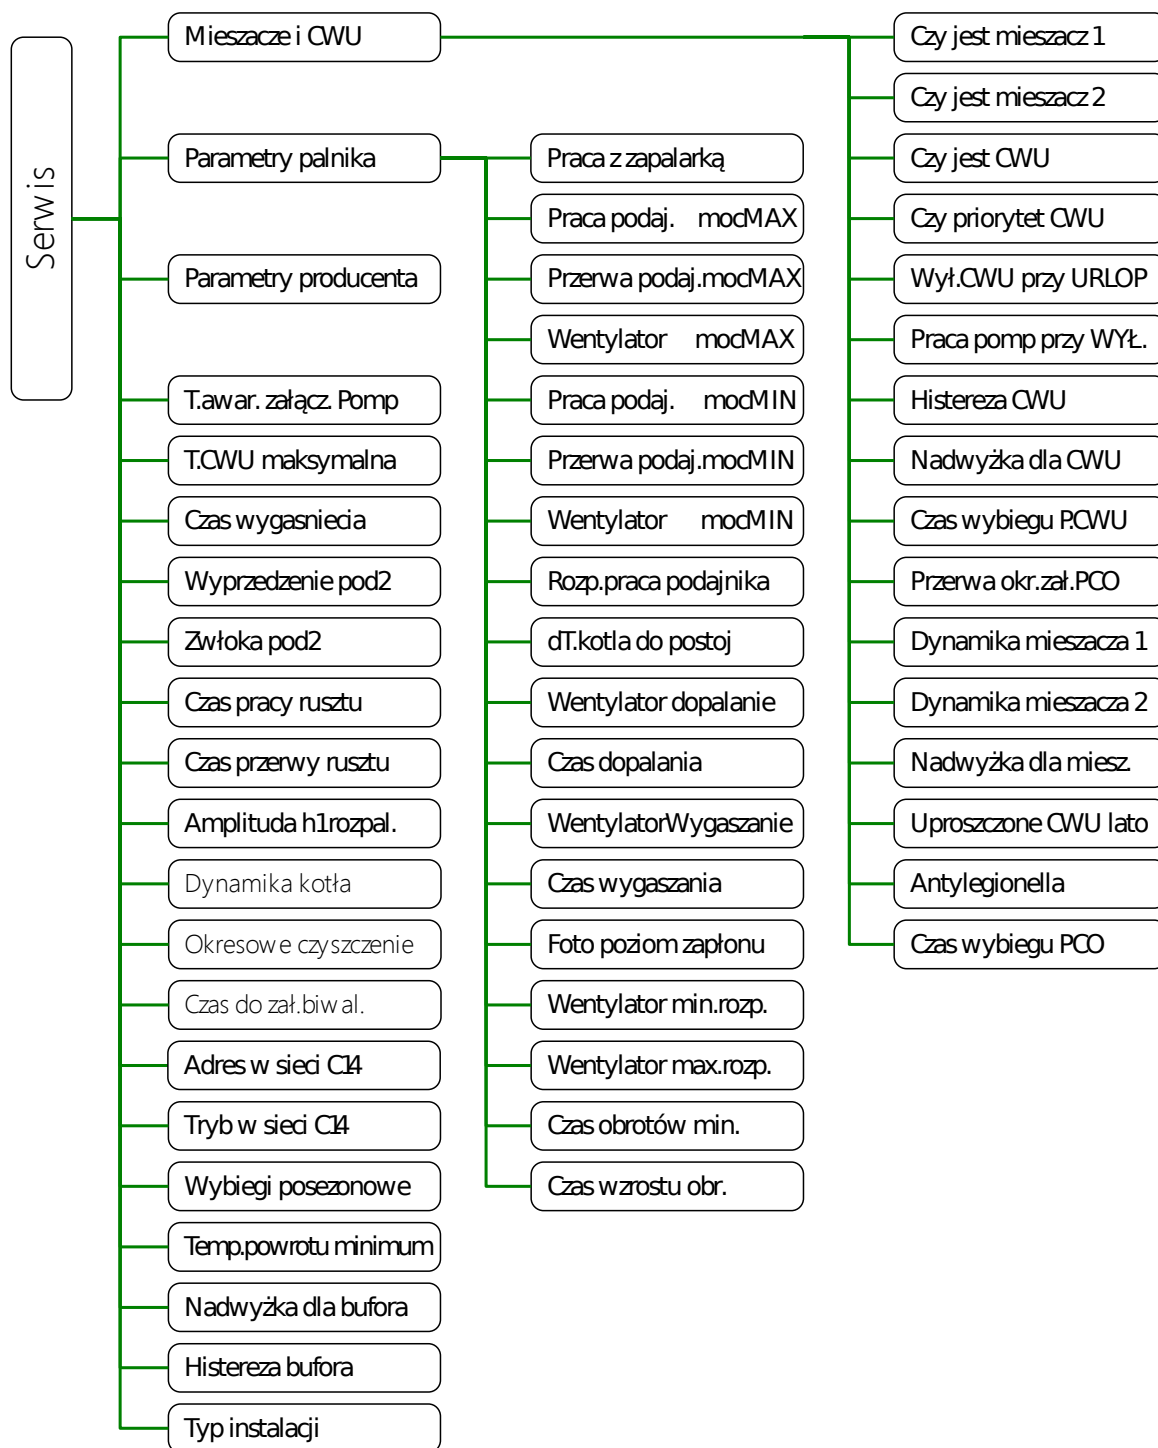 Serwis
Mieszacze i CWU
Parametry palnika
Parametry producenta
T.awar. załącz. Pomp
T.CWU maksymalna
Czas wygasniecia
Wyprzedzenie pod2
Zwłoka pod2
Czas pracy rusztu
Czas przerwy rusztu
Amplituda h1rozpal.
Dynamika kotła
Okresowe czyszczenie
Czas do zał.biwal.
Adres w sieci C14
Tryb w sieci C14
Wybiegi posezonowe
Temp.powrotu minimum
Nadwyżka dla bufora
Histereza bufora
Typ instalacji
Praca z zapalarką
Praca podaj. mocMAX
Przerwa podaj.mocMAX
Wentylator mocMAX
Praca podaj. mocMIN
Przerwa podaj.mocMIN
Wentylator mocMIN
Rozp.praca podajnika
dT.kotla do postoj
Wentylator dopalanie
Czas dopalania
WentylatorWygaszanie
Czas wygaszania
Foto poziom zapłonu
Wentylator min.rozp.
Wentylator max.rozp.
Czas obrotów min.
Czas wzrostu obr.
Czy jest mieszacz 1
Czy jest mieszacz 2
Czy jest CWU
Czy priorytet CWU
Wył.CWU przy URLOP
Praca pomp przy WYŁ.
Histereza CWU
Nadwyżka dla CWU
Czas wybiegu P.CWU
Przerwa okr.zał.PCO
Dynamika mieszacza 1
Dynamika mieszacza 2
Nadwyżka dla miesz.
Uproszczone CWU lato
Antylegionella
Czas wybiegu PCO